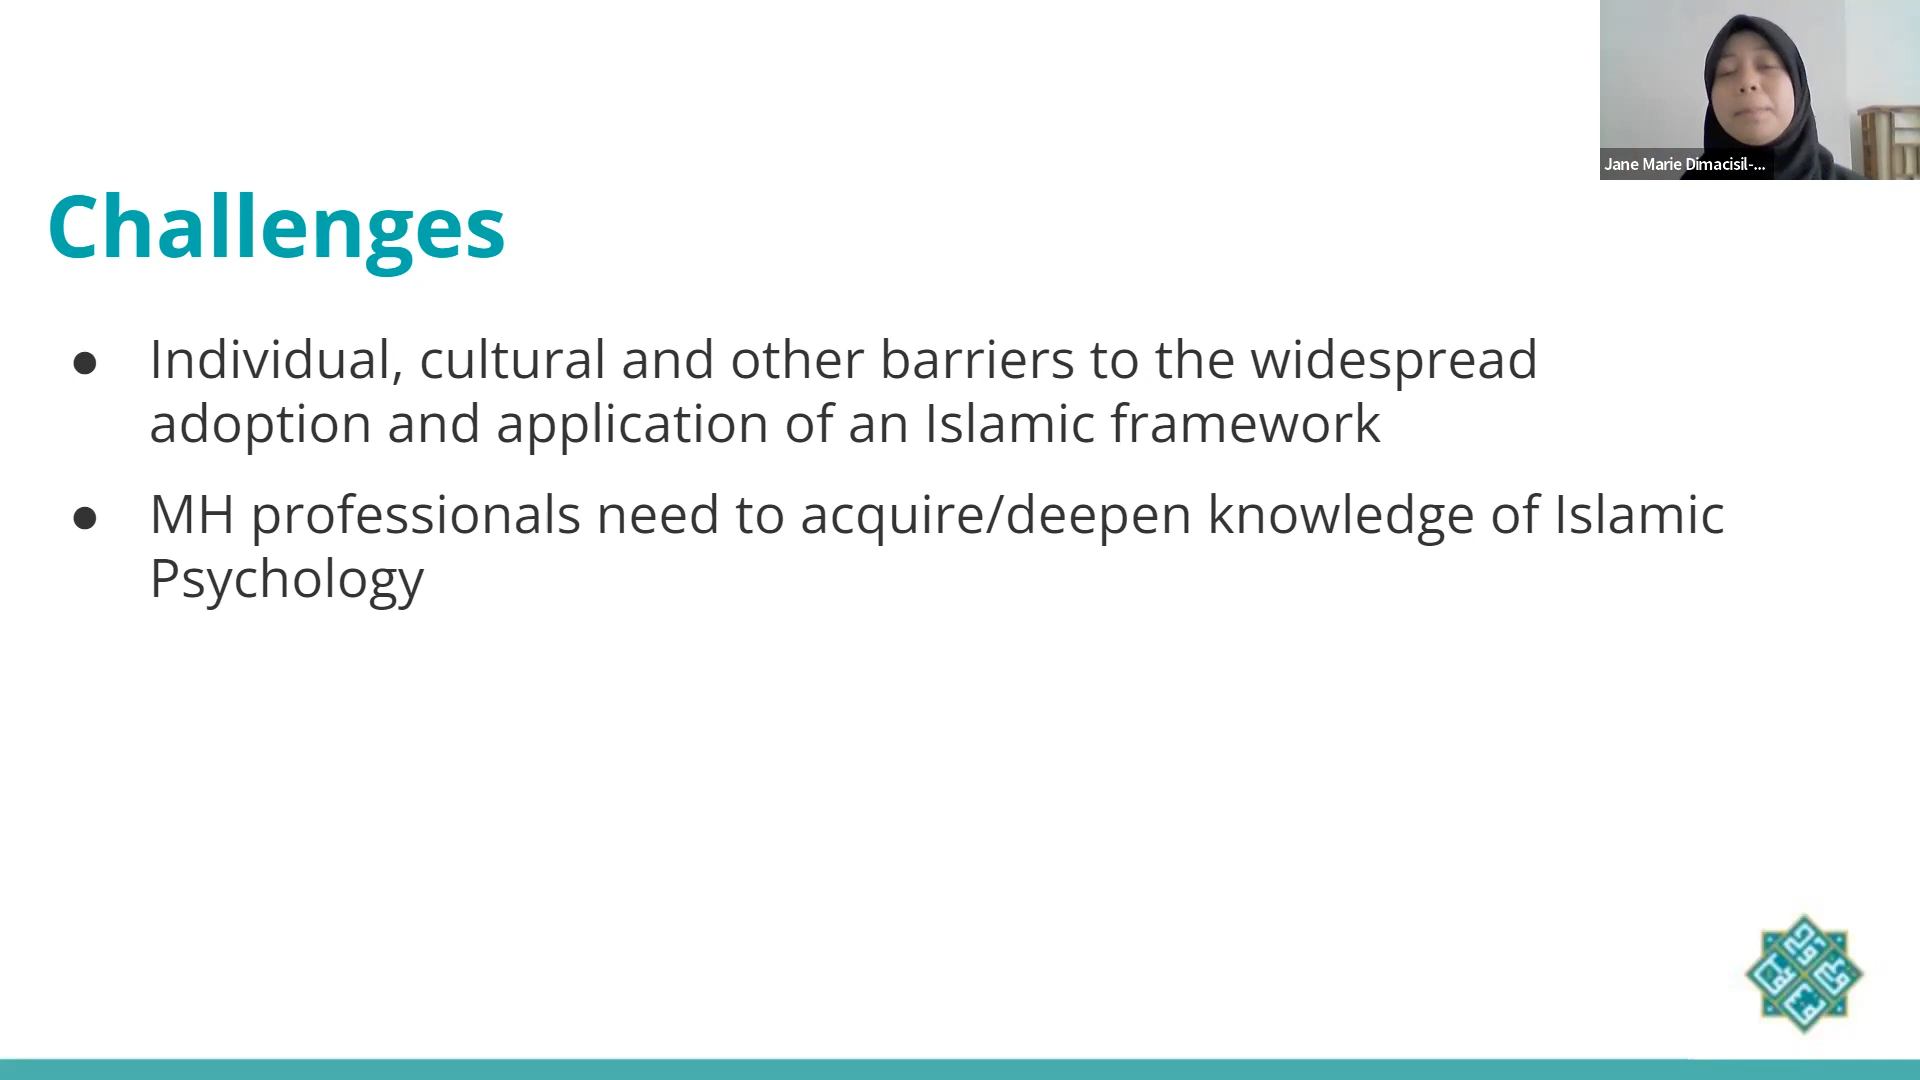 Jane Marie Dimacisil-...
Challenges
● Individual, cultural and other barriers to the widespread
adoption and application of an Islamic framework
● MH professionals need to acquire/deepen knowledge of Islamic
Psychology